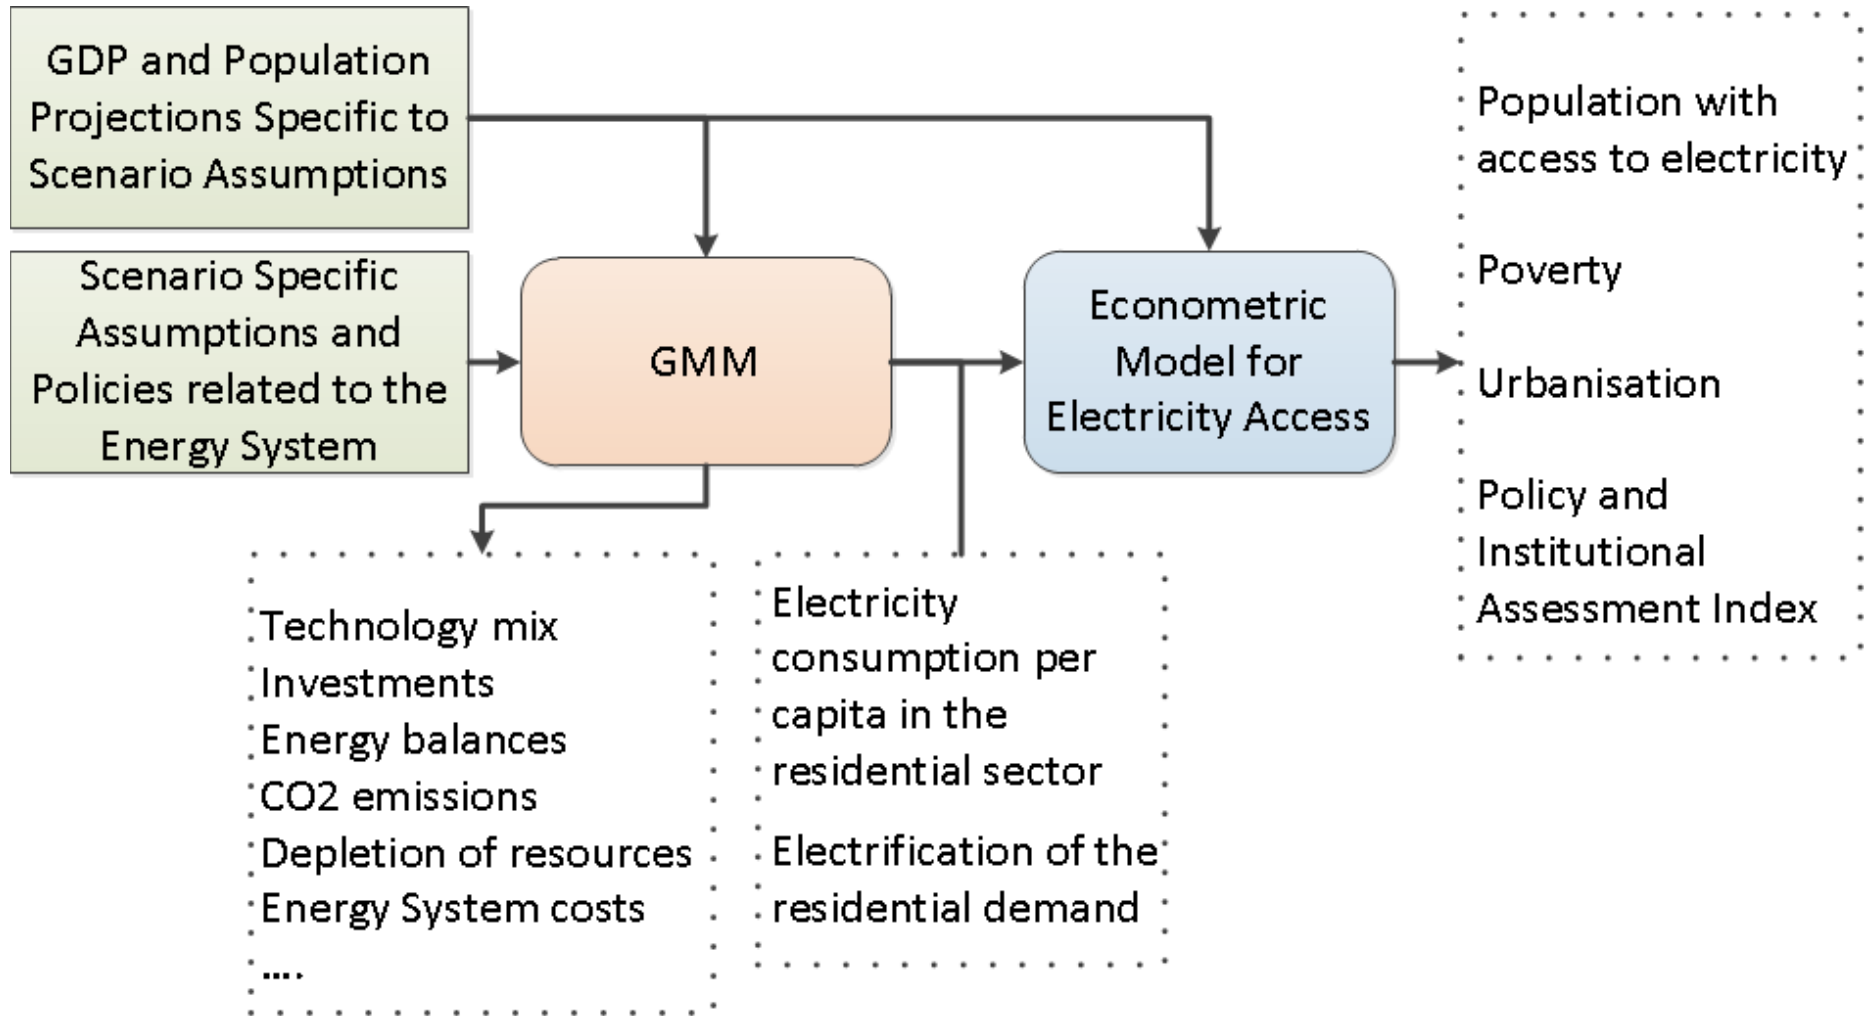 GDP and Population
Projections Specific to
Scenario Assumptions
Scenario Specific
Assumptions and
Policies related to the
Energy System
GMM
Econometric
Model for
Electricity Access
Population with
access to electricity
Poverty
Urbanisation
Policy and
Institutional
Assessment Index
Technology mix
Investments
Energy balances
CO2 emissions
Depletion of resources
Energy System costs
....
Electricity
consumption per
capita in the
residential sector
Electrification of the
residential demand